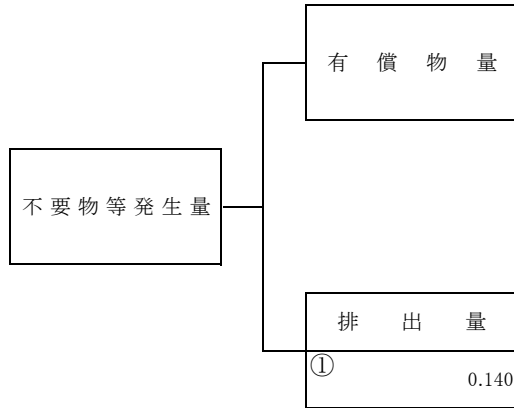 有償物量
不要物等発生量
排出量
①
0.140